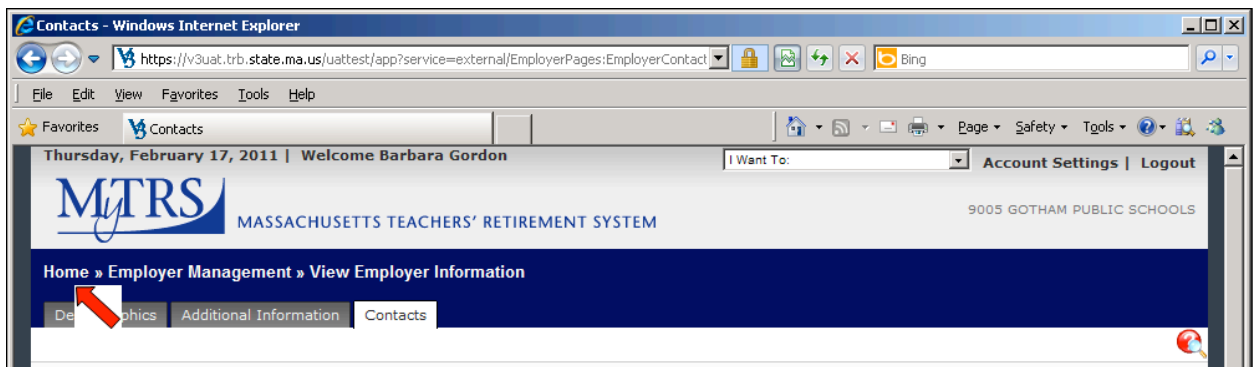 Contacts - Windows Internet Explorer
https://v3uat.trb.state.ma.us/uattest/app?service=external/EmployerPages:EmployerContact
Bing
File Edit View Favorites Tools Help
Favorites Contacts Page Safety Tools
Thursday, February 17, 2011 | Welcome Barbara Gordon I Want To: Account Settings | Logout
MyTRS MASSACHUSETTS TEACHERS' RETIREMENT SYSTEM 9005 GOTHAM PUBLIC SCHOOLS
Home » Employer Management » View Employer Information
De phics Additional Information Contacts